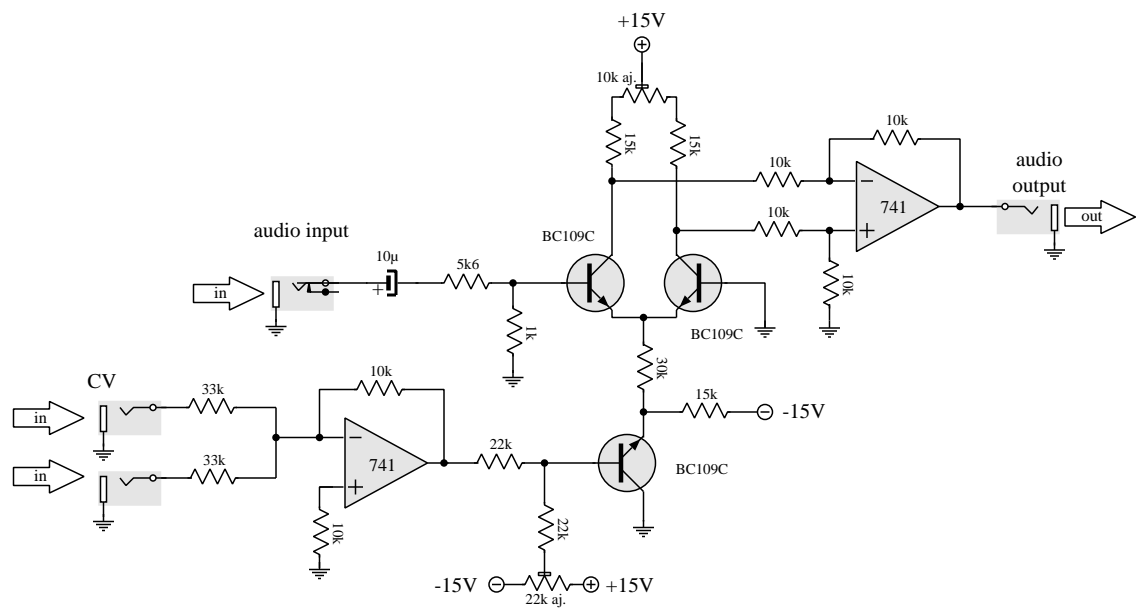 +15V
10k aj.
15k
15k
10k
audio
output
10k
−
741
10k
+
out
audio input
BC109C
10µ
5k6
in
+
10k
1k
BC109C
30k
CV
33k
10k
15k
-15V
in
−
22k
741
BC109C
33k
in
+
10k
22k
-15V
+15V
22k aj.